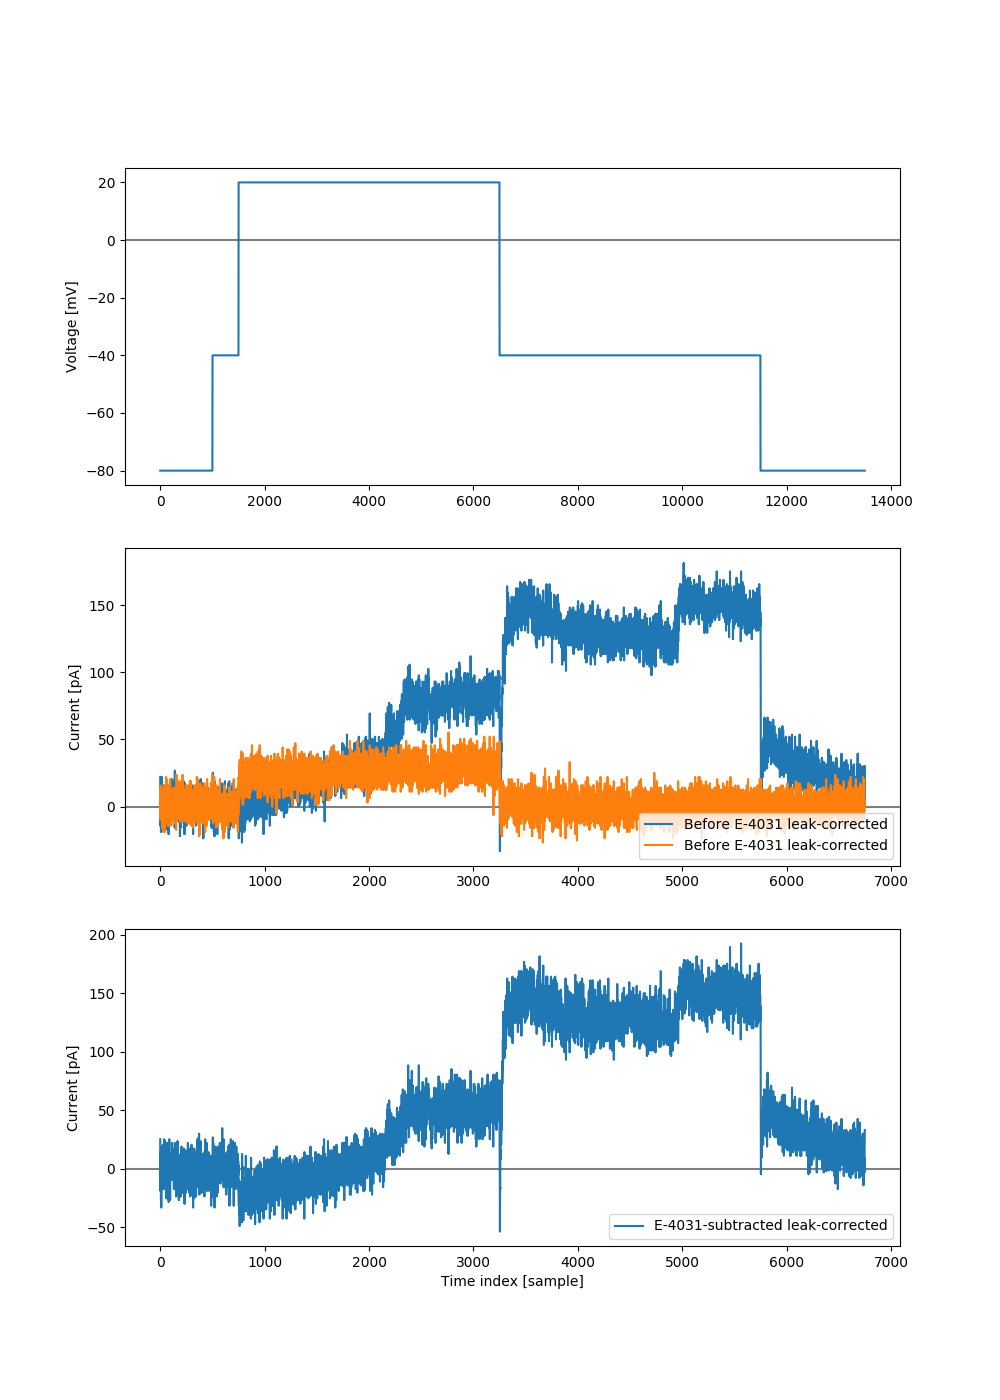 Voltage [mV]
20
0
−20
−40
−60
−80
0 2000 4000 6000 8000 10000 12000 14000
Current [pA]
150
100
50
0
Before E-4031 leak-corrected
Before E-4031 leak-corrected
0 1000 2000 3000 4000 5000 6000 7000
Current [pA]
200
150
100
50
0
−50
E-4031-subtracted leak-corrected
0 1000 2000 3000 4000 5000 6000 7000
Time index [sample]